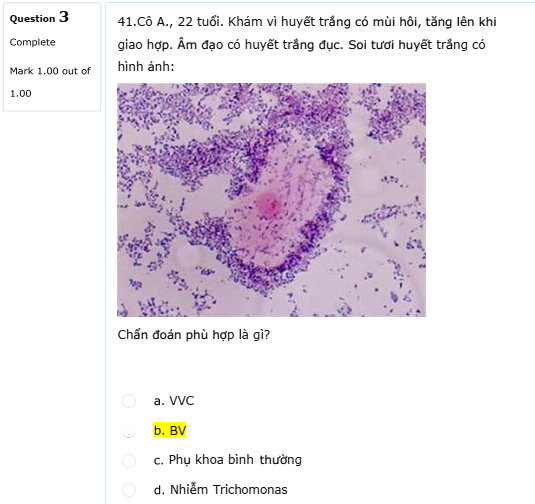 Question 3
Complete
Mark 1.00 out of
1.00
41.Cô A., 22 tuổi. Khám vì huyết trắng có mùi hôi, tăng lên khi
giao hợp. Âm đạo có huyết trắng đục. Soi tươi huyết trắng có
hình ảnh:
Chẩn đoán phù hợp là gì?
a. VVC
b. BV
c. Phụ khoa bình thường
d. Nhiễm Trichomonas